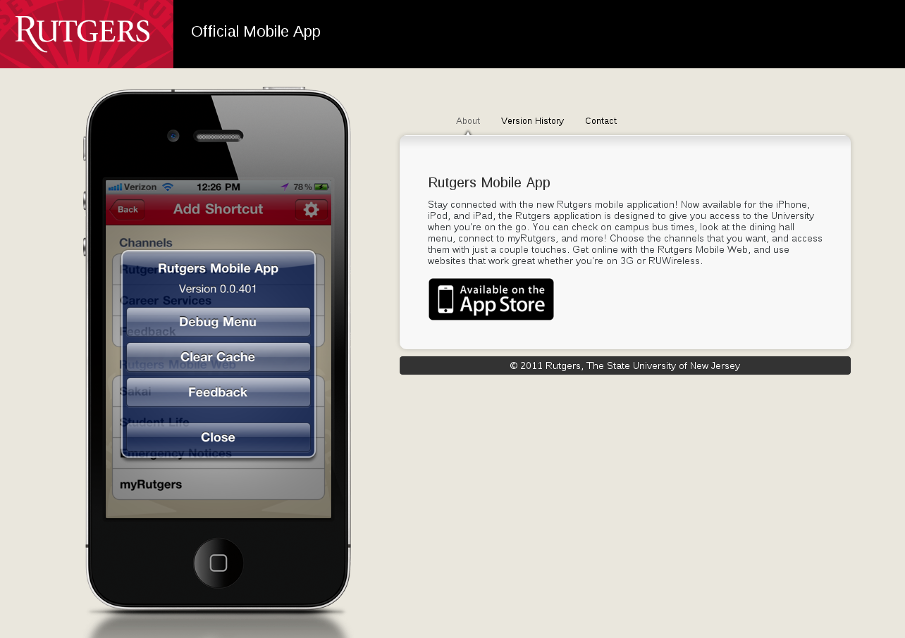 RUTGERS
Official Mobile App
Verizon 12:26 PM 78%
Back Add Shortcut
Channels
Career Services
Feedback
Rutgers Mobile Web
Sakai
Student Life
Emergency Notices
myRutgers
Rutgers Mobile App
Version 0.0.401
Debug Menu
Clear Cache
Feedback
Close
About Version History Contact
Rutgers Mobile App
Stay connected with the new Rutgers mobile application! Now available for the iPhone,
iPod, and iPad, the Rutgers application is designed to give you access to the University
when you're on the go. You can check on campus bus times, look at the dining hall
menu, connect to myRutgers, and more! Choose the channels that you want, and access
them with just a couple touches. Get online with the Rutgers Mobile Web, and use
websites that work great whether you're on 3G or RUWireless.
Available on the
App Store
© 2011 Rutgers, The State University of New Jersey